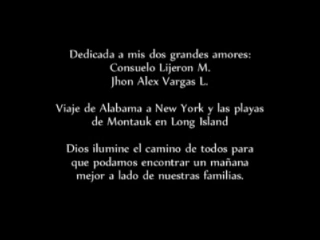 Dedicada a mis dos grandes amores:
Consuelo Lijeron M.
Jhon Alex Vargas L.
Viaje de Alabama a New York y las playas
de Montauk en Long Island
Dios ilumine el camino de todos para
que podamos encontrar un mañana
mejor a lado de nuestras familias.